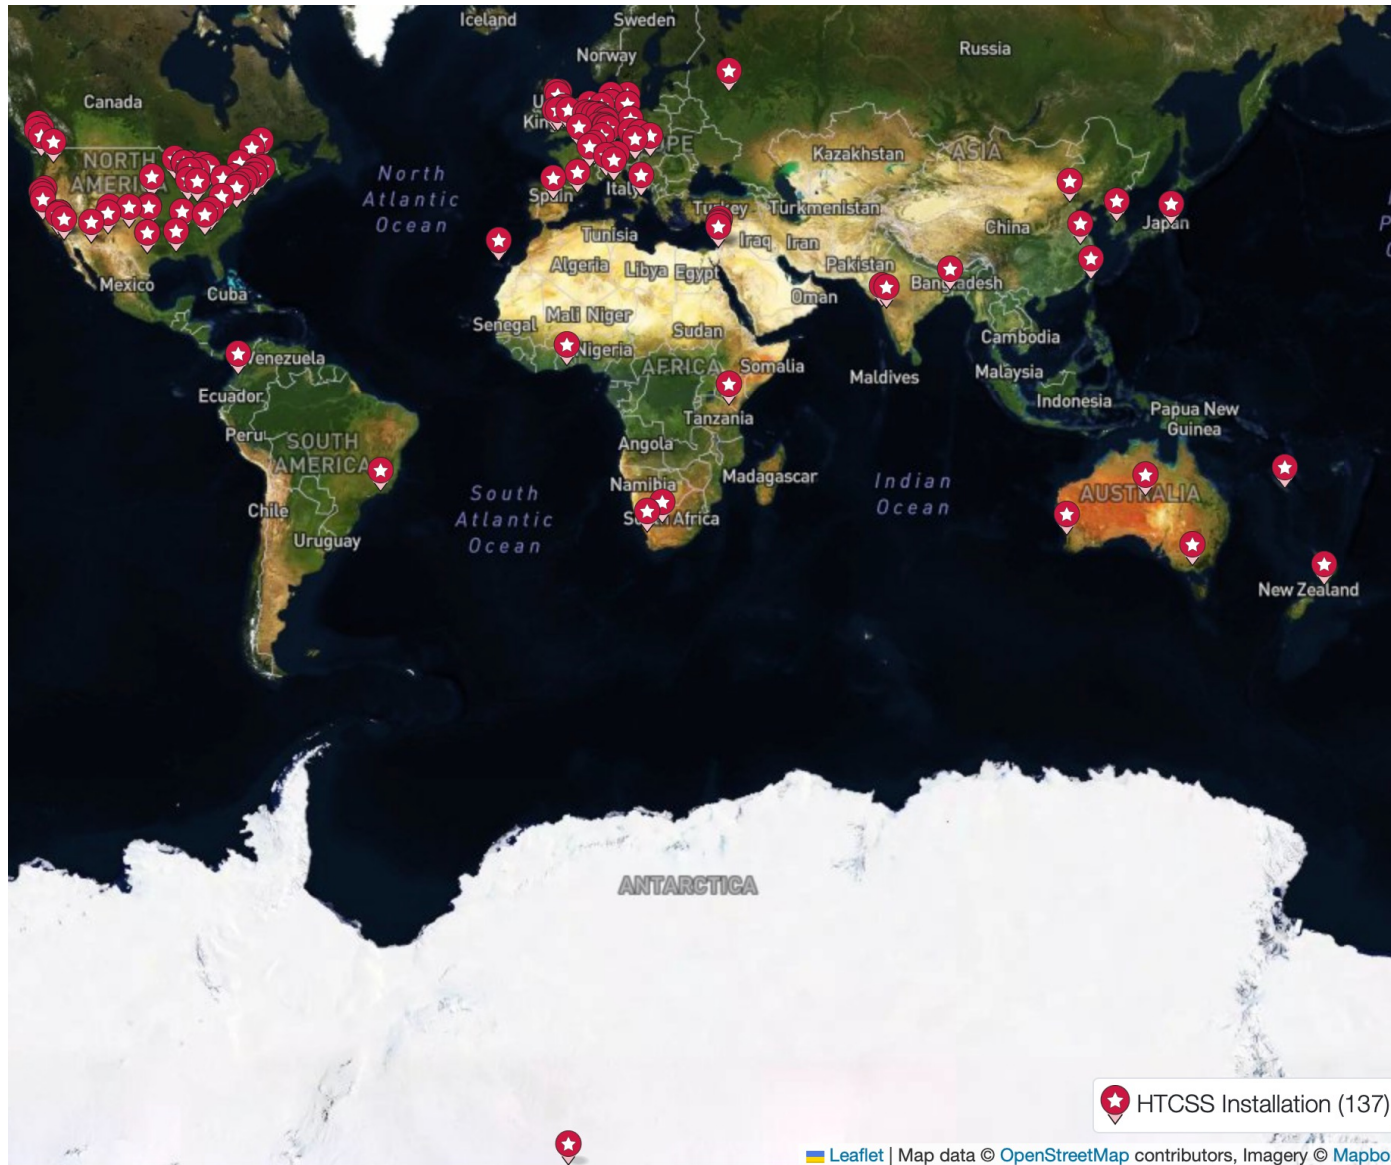 Iceland
Sweden
Norway
Russia
Canada
U
Kin
OPE
Kazakhstan
ASIA
NORTH
AMERICA
North
Atlantic
Ocean
Spain
Italy
Turkey
Turkmenistan
China
Japan
Tunisia
Iraq
Iran
Algeria
Libya
Egypt
Pakistan
Bangladesh
Mexico
Cuba
Oman
Senegal
Mali
Niger
Sudan
Cambodia
Venezuela
Nigeria
AFRICA
Somalia
Maldives
Malaysia
Ecuador
Indonesia
Tanzania
Papua New
Guinea
Peru
SOUTH
AMERICA
Angola
Namibia
Madagascar
South
Atlantic
Ocean
Indian
Ocean
AUSTRALIA
Chile
South Africa
Uruguay
New Zealand
ANTARCTICA
HTCSS Installation (137)
Leaflet | Map data © OpenStreetMap contributors, Imagery © Mapbo